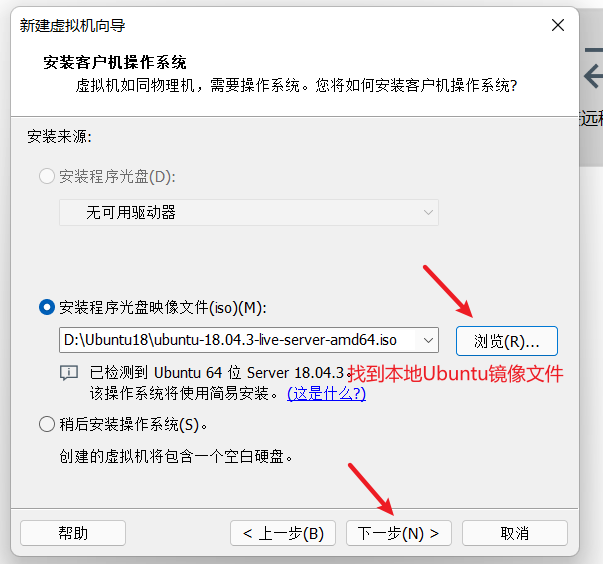 新建虚拟机向导
安装客户机操作系统
虚拟机如同物理机，需要操作系统。您将如何安装客户机操作系统?
安装来源:
安装程序光盘(D):
无可用驱动器
安装程序光盘映像文件(iso)(M):
D:\Ubuntu18\ubuntu-18.04.3-live-server-amd64.iso
浏览(R)...
已检测到 Ubuntu 64 位 Server 18.04.3。
找到本地Ubuntu镜像文件
该操作系统将使用简易安装。 (这是什么?)
稍后安装操作系统(S)。
创建的虚拟机将包含一个空白硬盘。
帮助
< 上一步(B)
下一步(N) >
取消